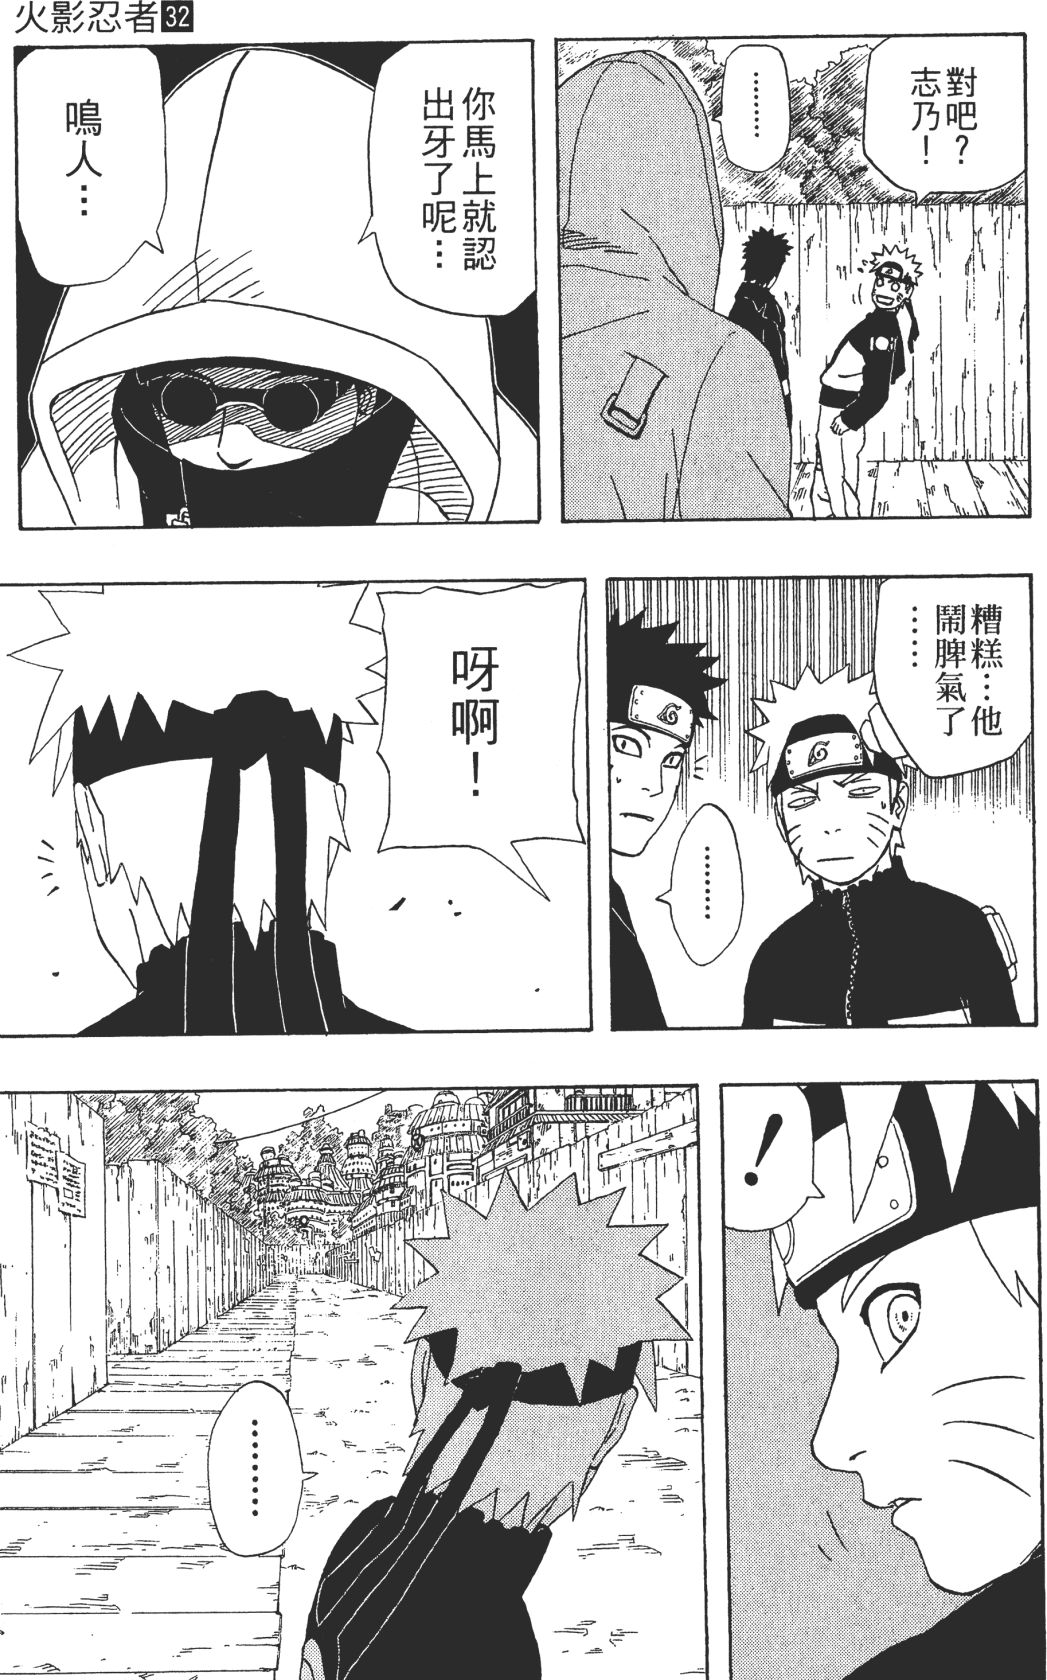 火影忍者32
對吧？
志乃！
………
你馬上就認
出牙了呢…
鳴人…
糟糕…他
鬧脾氣了
……
………
呀啊！
！
………